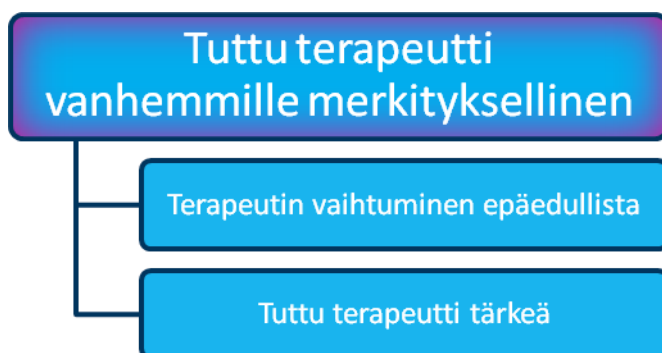 Tuttu terapeutti
vanhemmille merkityksellinen
Terapeutin vaihtuminen epäedullista
Tuttu terapeutti tärkeä